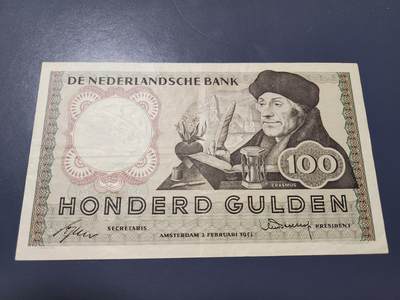 DE NEDERLANDSCHE BANK
100
ERASMUS
HONDERD GULDEN
SECRETARIS
AMSTERDAM 2 FEBRUARI 1953
PRESIDENT